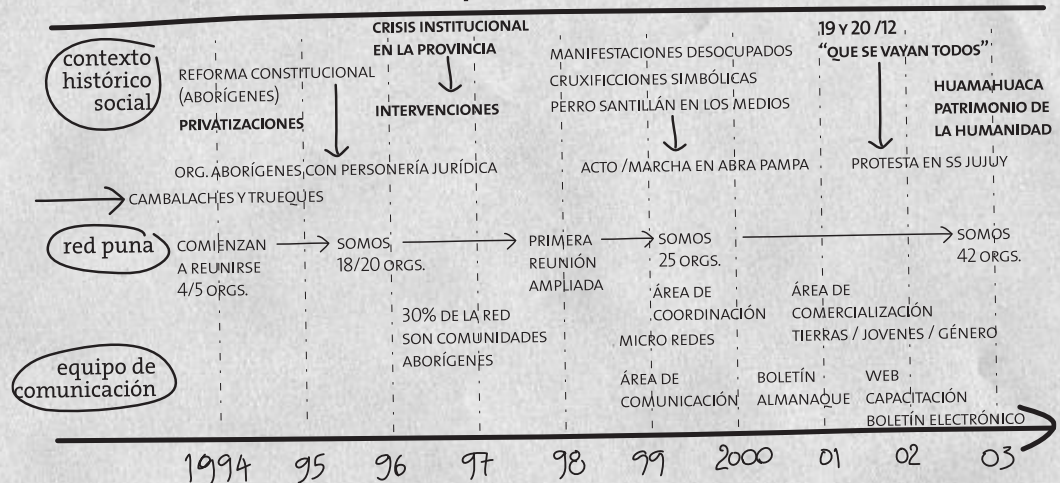 contexto
histórico
social
REFORMA CONSTITUCIONAL
(ABORÍGENES)
PRIVATIZACIONES
CRISIS INSTITUCIONAL
EN LA PROVINCIA
INTERVENCIONES
MANIFESTACIONES DESOCUPADOS
CRUXIFICCIONES SIMBÓLICAS
PERRO SANTILLÁN EN LOS MEDIOS
19 Y 20 /12
"QUE SE VAYAN TODOS"
HUAMAHUACA
PATRIMONIO DE
LA HUMANIDAD
ORG. ABORÍGENES CON PERSONERÍA JURÍDICA
ACTO / MARCHA EN ABRA PAMPA
PROTESTA EN SS JUJUY
CAMBALACHES Y TRUEQUES
red puna
COMIENZAN
A REUNIRSE
4/5 ORGS.
SOMOS
18/20 ORGS.
PRIMERA
REUNIÓN
AMPLIADA
SOMOS
25 ORGS.
SOMOS
42 ORGS.
30% DE LA RED
SON COMUNIDADES
ABORÍGENES
ÁREA DE
COORDINACIÓN
MICRO REDES
ÁREA DE
COMERCIALIZACIÓN
TIERRAS / JOVENES / GÉNERO
equipo de
comunicación
ÁREA DE
COMUNICACIÓN
BOLETÍN
ALMANAQUE
WEB
CAPACITACIÓN
BOLETÍN ELECTRÓNICO
1994 95 96 97 98 99 2000 01 02 03